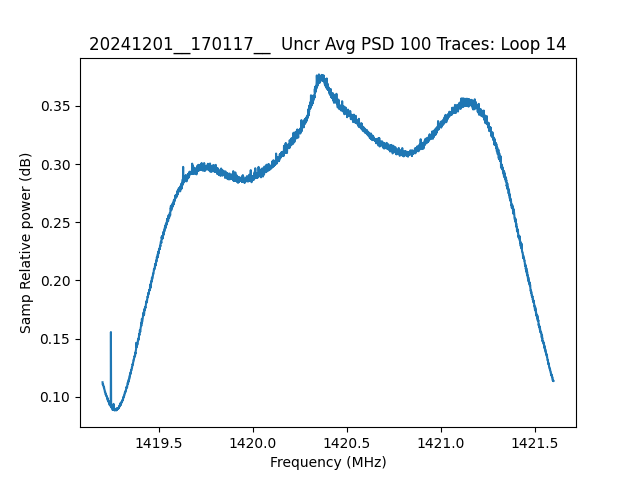 20241201__170117__  Uncr Avg PSD 100 Traces: Loop 14
Samp Relative power (dB)
0.35
0.30
0.25
0.20
0.15
0.10
1419.5 1420.0 1420.5 1421.0 1421.5
Frequency (MHz)